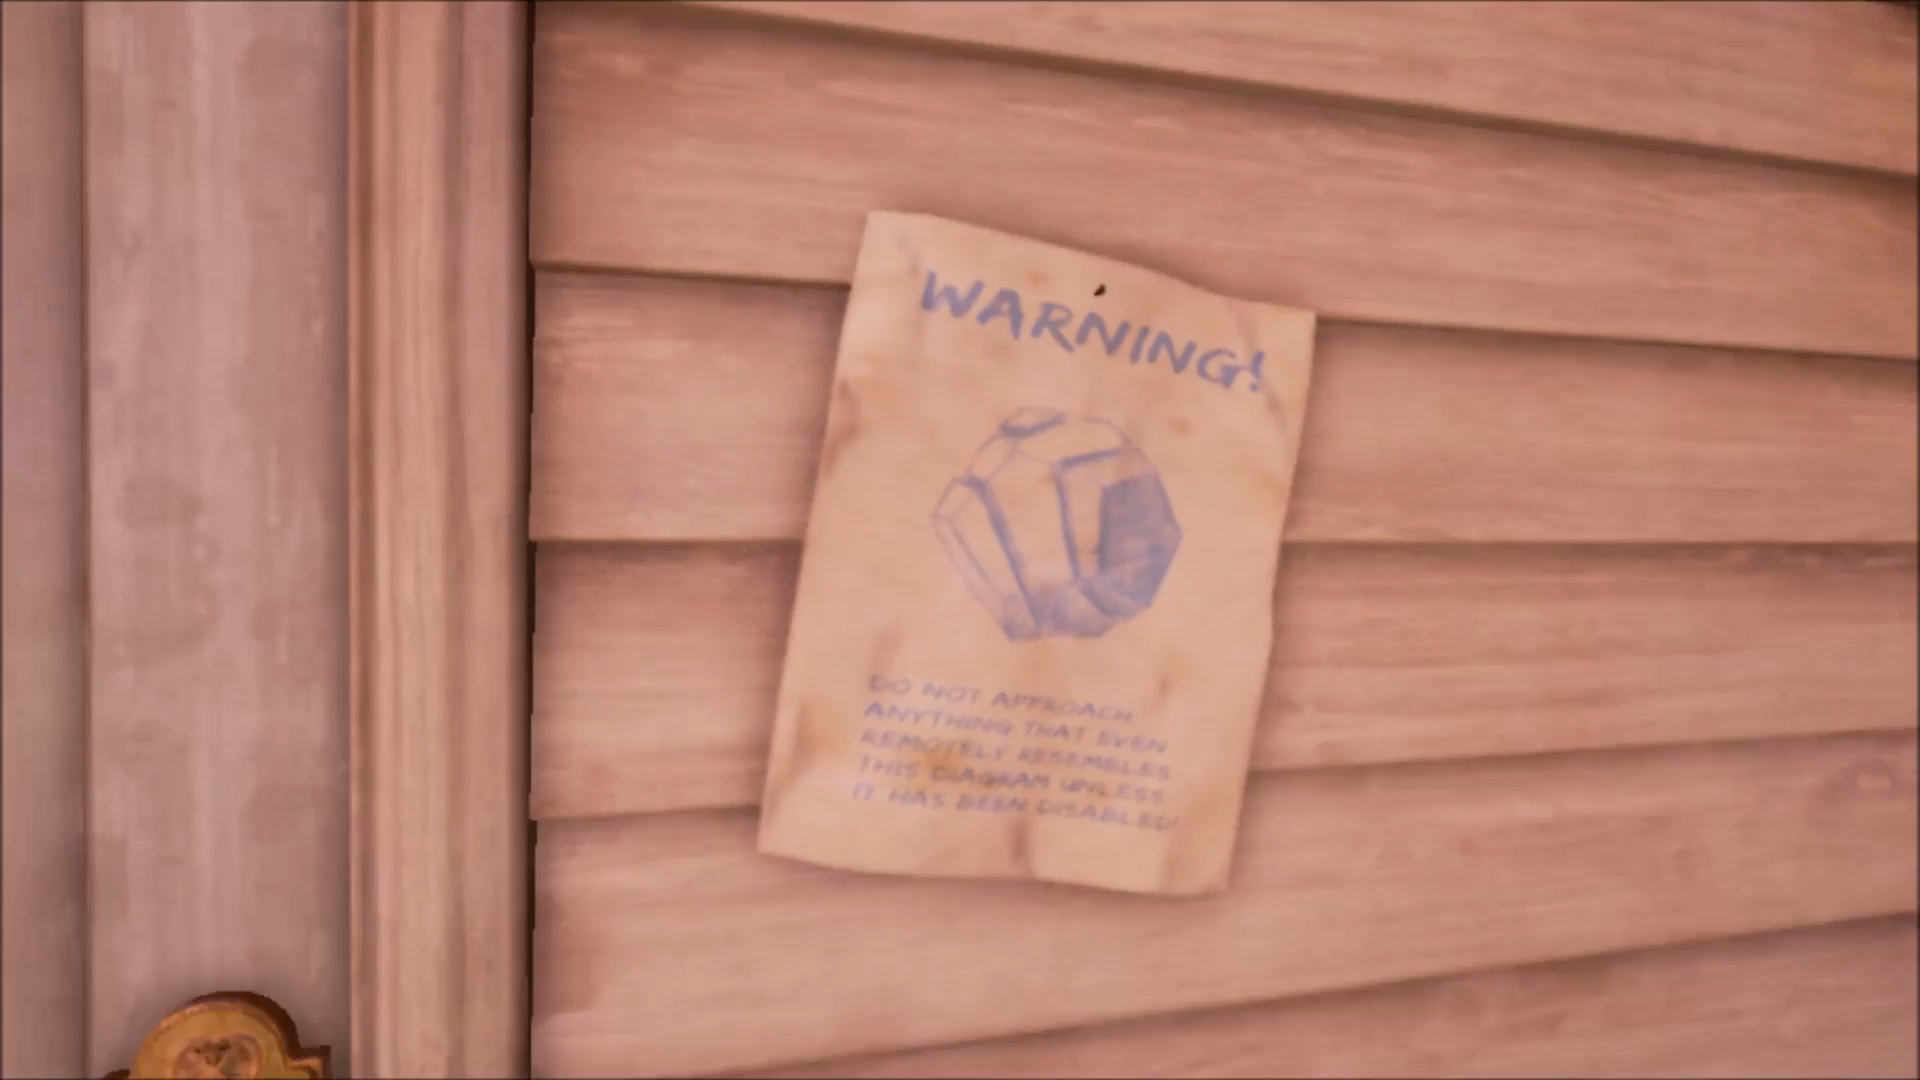 WARNING!
DO NOT APPROACH
ANYTHING THAT EVEN
REMOTELY RESEMBLES
THIS DIAGRAM UNLESS
IT HAS BEEN DISABLED!